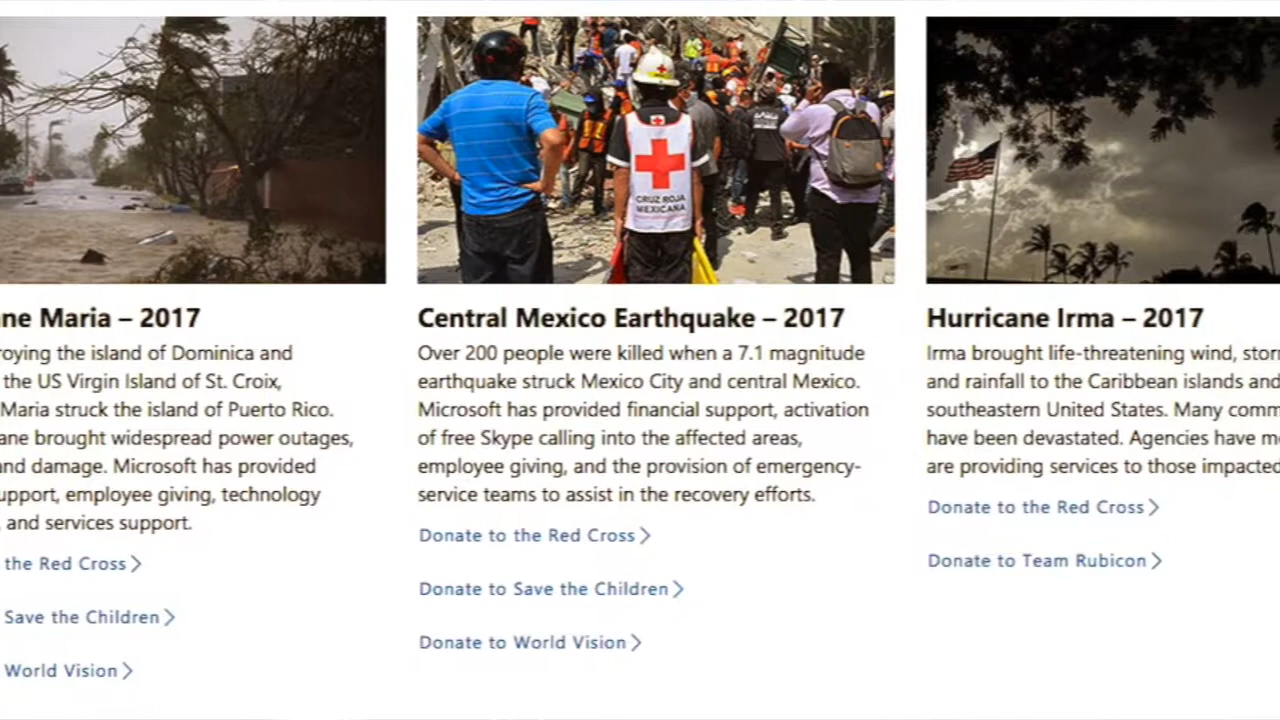 CRUZ ROJA
MEXICANA
ne Maria – 2017
oying the island of Dominica and
the US Virgin Island of St. Croix,
Maria struck the island of Puerto Rico.
ane brought widespread power outages,
and damage. Microsoft has provided
upport, employee giving, technology
, and services support.
the Red Cross
Save the Children
World Vision
Central Mexico Earthquake – 2017
Over 200 people were killed when a 7.1 magnitude
earthquake struck Mexico City and central Mexico.
Microsoft has provided financial support, activation
of free Skype calling into the affected areas,
employee giving, and the provision of emergency-
service teams to assist in the recovery efforts.
Donate to the Red Cross
Donate to Save the Children
Donate to World Vision
Hurricane Irma – 2017
Irma brought life-threatening wind, stor
and rainfall to the Caribbean islands and
southeastern United States. Many comm
have been devastated. Agencies have m
are providing services to those impacted
Donate to the Red Cross
Donate to Team Rubicon